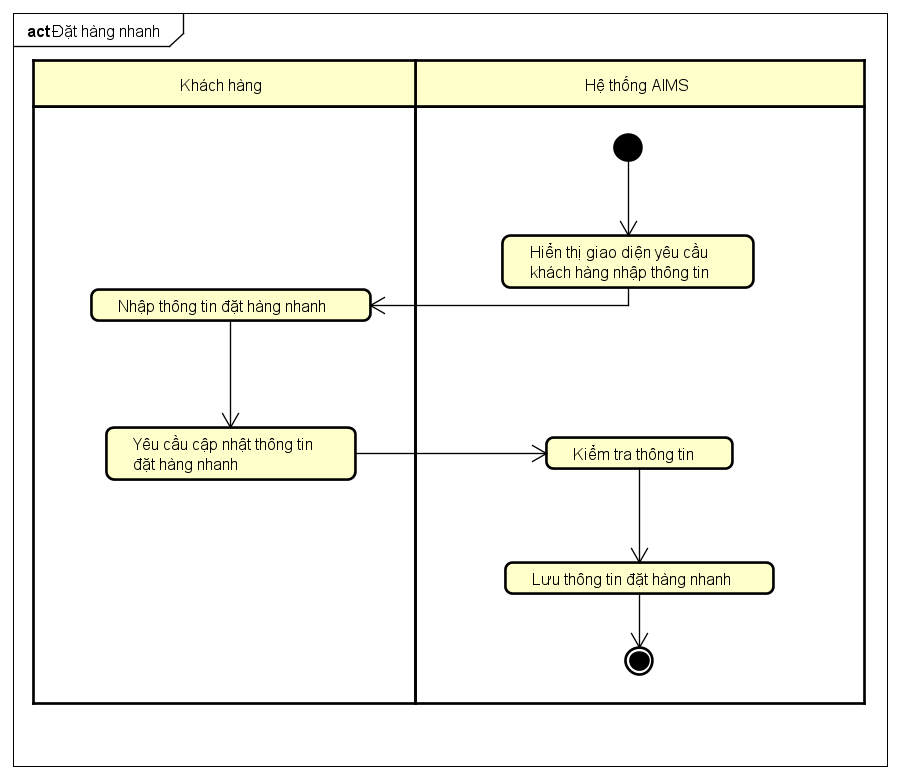 act Đặt hàng nhanh
Khách hàng
Hệ thống AIMS
Hiển thị giao diện yêu cầu
khách hàng nhập thông tin
Nhập thông tin đặt hàng nhanh
Yêu cầu cập nhật thông tin
đặt hàng nhanh
Kiểm tra thông tin
Lưu thông tin đặt hàng nhanh